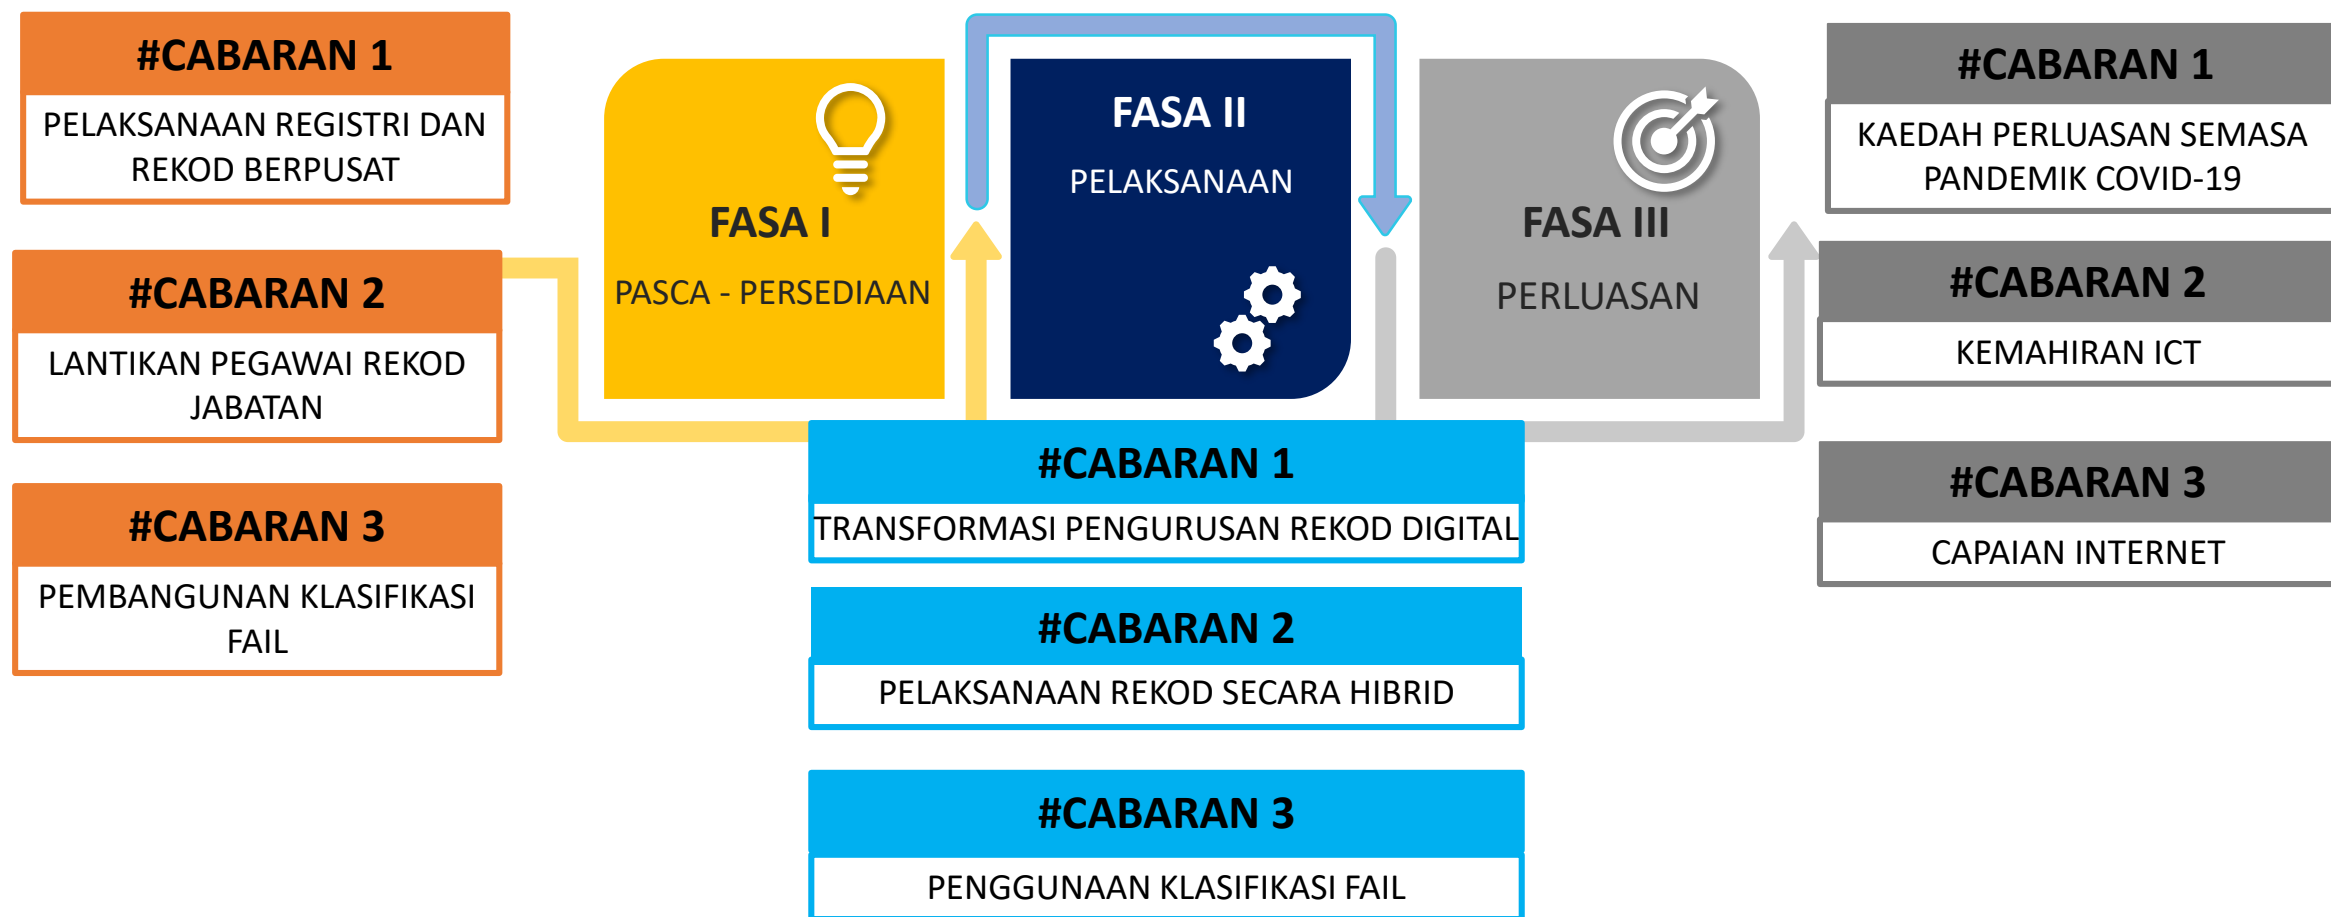 #CABARAN 1
PELAKSANAAN REGISTRI DAN
REKOD BERPUSAT
#CABARAN 2
LANTIKAN PEGAWAI REKOD
JABATAN
#CABARAN 3
PEMBANGUNAN KLASIFIKASI
FAIL
FASA I
PASCA - PERSEDIAAN
FASA II
PELAKSANAAN
FASA III
PERLUASAN
#CABARAN 1
TRANSFORMASI PENGURUSAN REKOD DIGITAL
#CABARAN 2
PELAKSANAAN REKOD SECARA HIBRID
#CABARAN 3
PENGGUNAAN KLASIFIKASI FAIL
#CABARAN 1
KAEDAH PERLUASAN SEMASA
PANDEMIK COVID-19
#CABARAN 2
KEMAHIRAN ICT
#CABARAN 3
CAPAIAN INTERNET